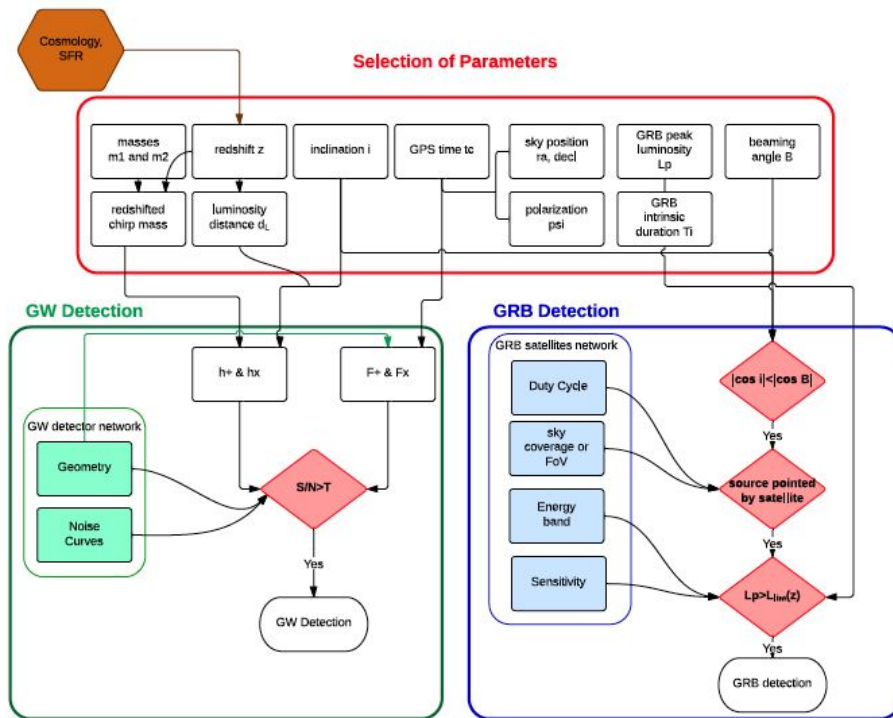 Cosmology,
SFR
Selection of Parameters
masses
m1 and m2
redshift z
inclination i
GPS time tc
sky position
ra, decl
GRB peak
luminosity
Lp
beaming
angle B
redshifted
chirp mass
luminosity
distance dL
polarization
psi
GRB
intrinsic
duration Ti
GW Detection
h+ & hx
F+ & Fx
GW detector network
Geometry
Noise
Curves
S/N>T
Yes
GW Detection
GRB Detection
GRB satellites network
Duty Cycle
sky
coverage or
FoV
Energy
band
Sensitivity
|cos i|<|cos B|
Yes
source pointed
by satellite
Yes
Lp>Llim(z)
Yes
GRB detection